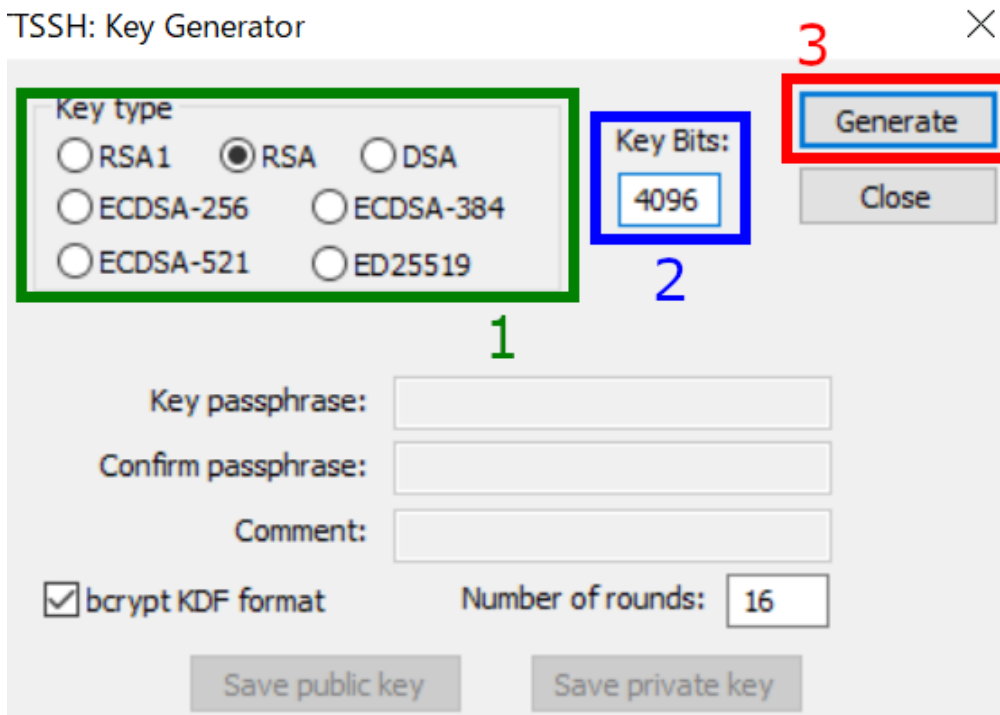 TSSH: Key Generator
3
Key type
RSA1 RSA DSA
ECDSA-256 ECDSA-384
ECDSA-521 ED25519
1
Key Bits:
4096
2
Generate
Close
Key passphrase:
Confirm passphrase:
Comment:
bcrypt KDF format Number of rounds: 16
Save public key Save private key